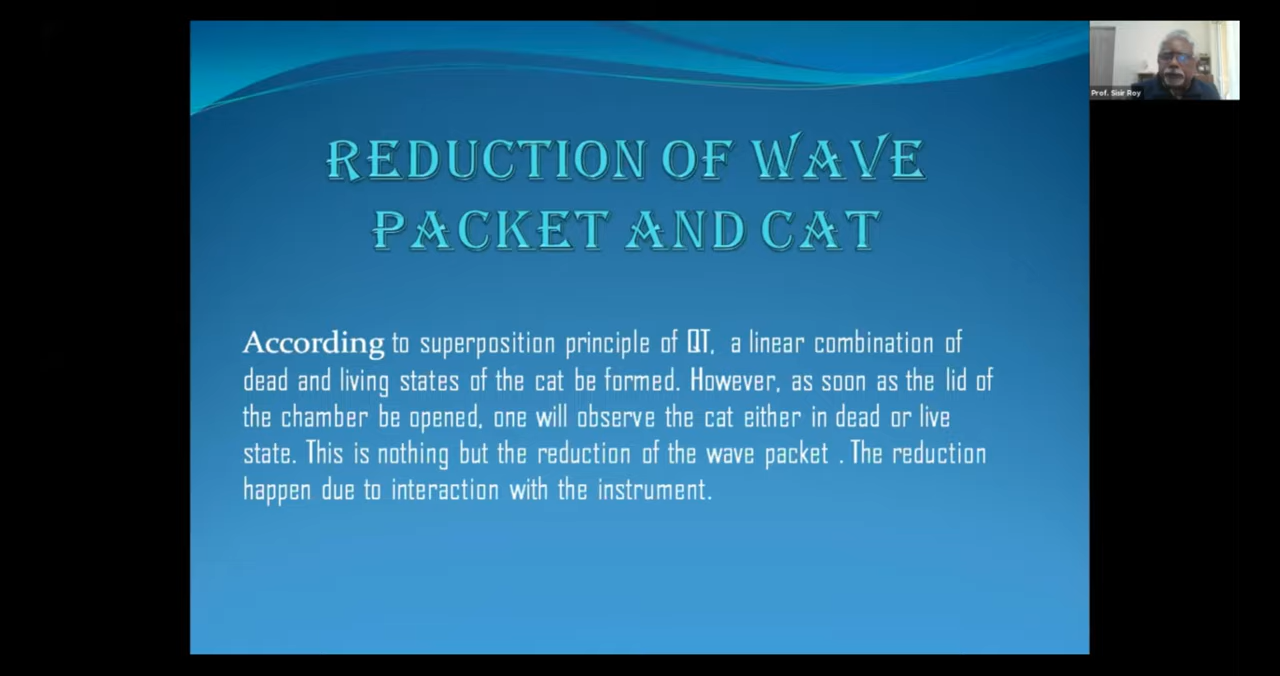 REDUCTION OF WAVE
PACKET AND CAT
According to superposition principle of QT, a linear combination of
dead and living states of the cat be formed. However, as soon as the lid of
the chamber be opened, one will observe the cat either in dead or live
state. This is nothing but the reduction of the wave packet . The reduction
happen due to interaction with the instrument.
Prof. Sisir Roy